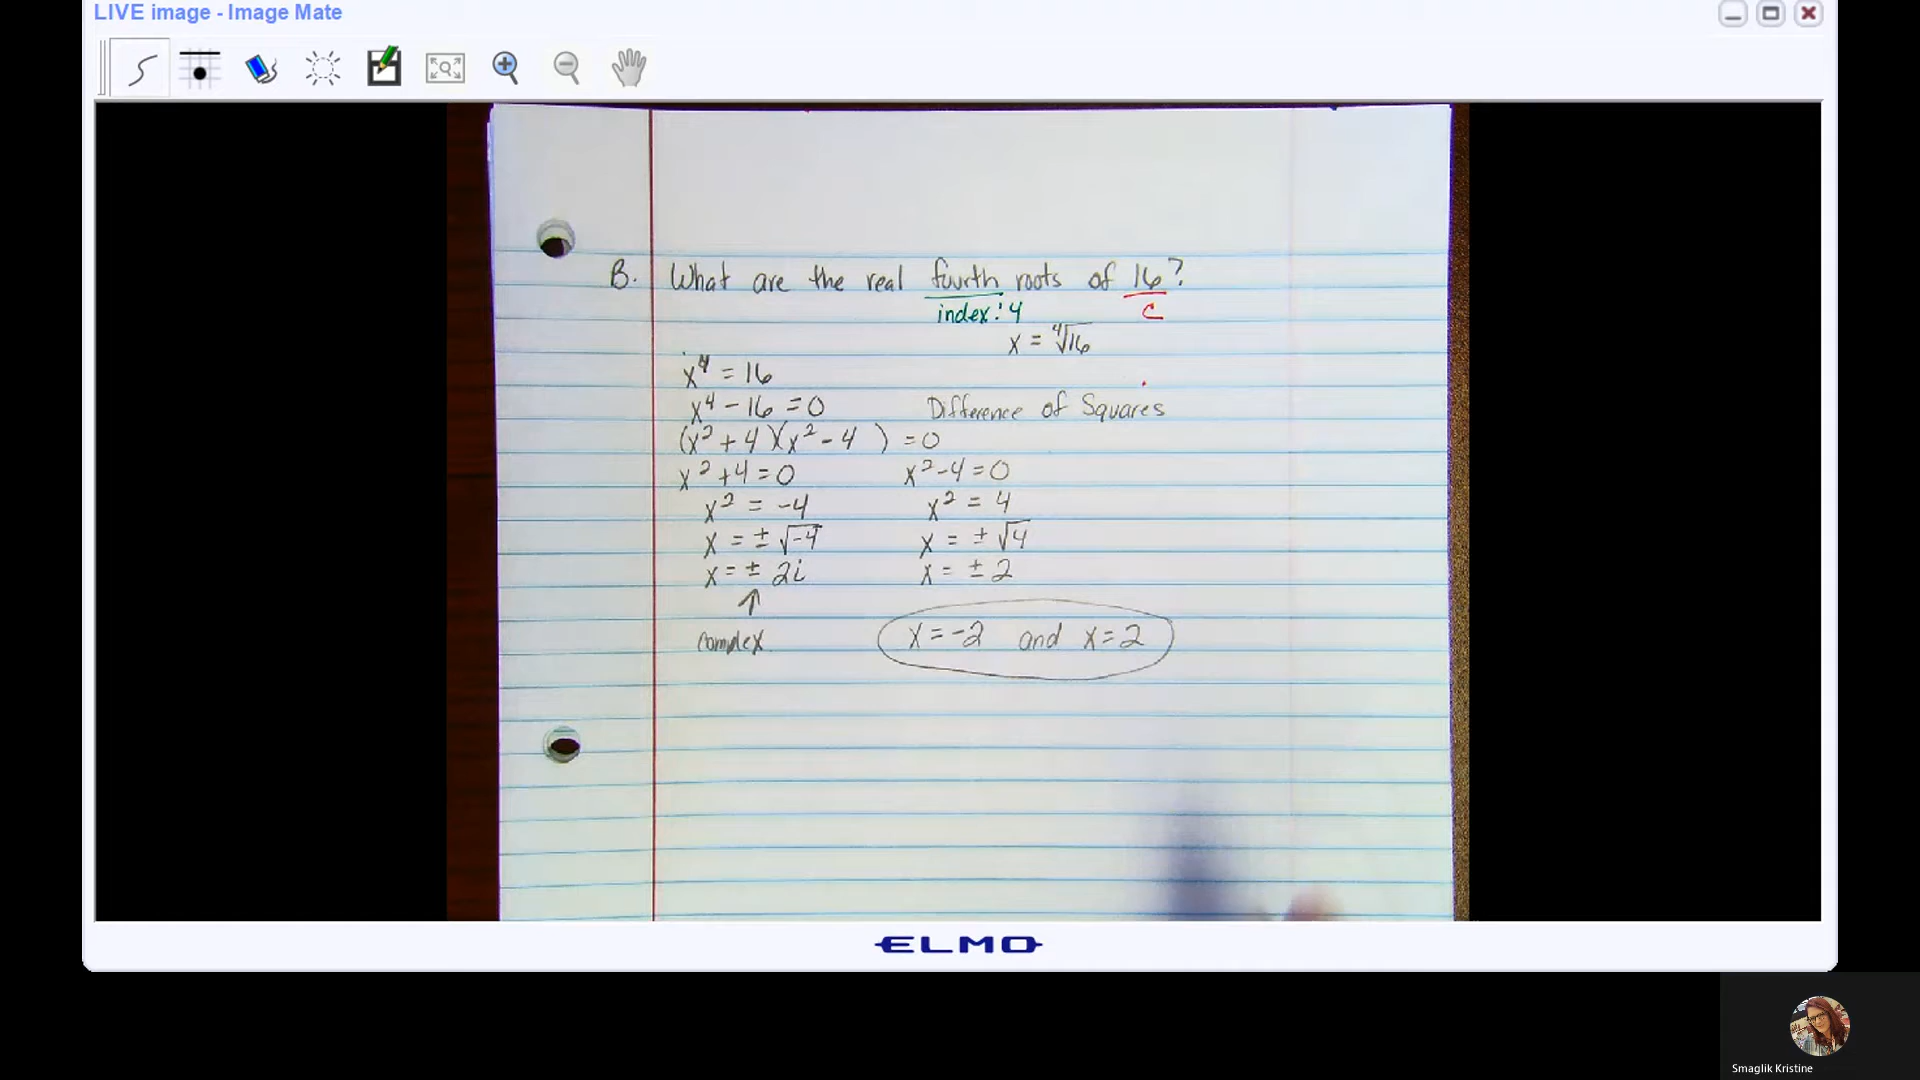 LIVE image - Image Mate
B. What are the real fourth roots of 16?
index: 4 c
x = ∜16
x⁴ = 16
x⁴ - 16 = 0 Difference of Squares
(x² + 4)(x² - 4 ) = 0
x² + 4 = 0 x² - 4 = 0
x² = -4 x² = 4
x = ± √-4 x = ± √4
x = ± 2i x = ± 2
↑
complex x = -2 and x = 2
ELMO
Smaglik Kristine